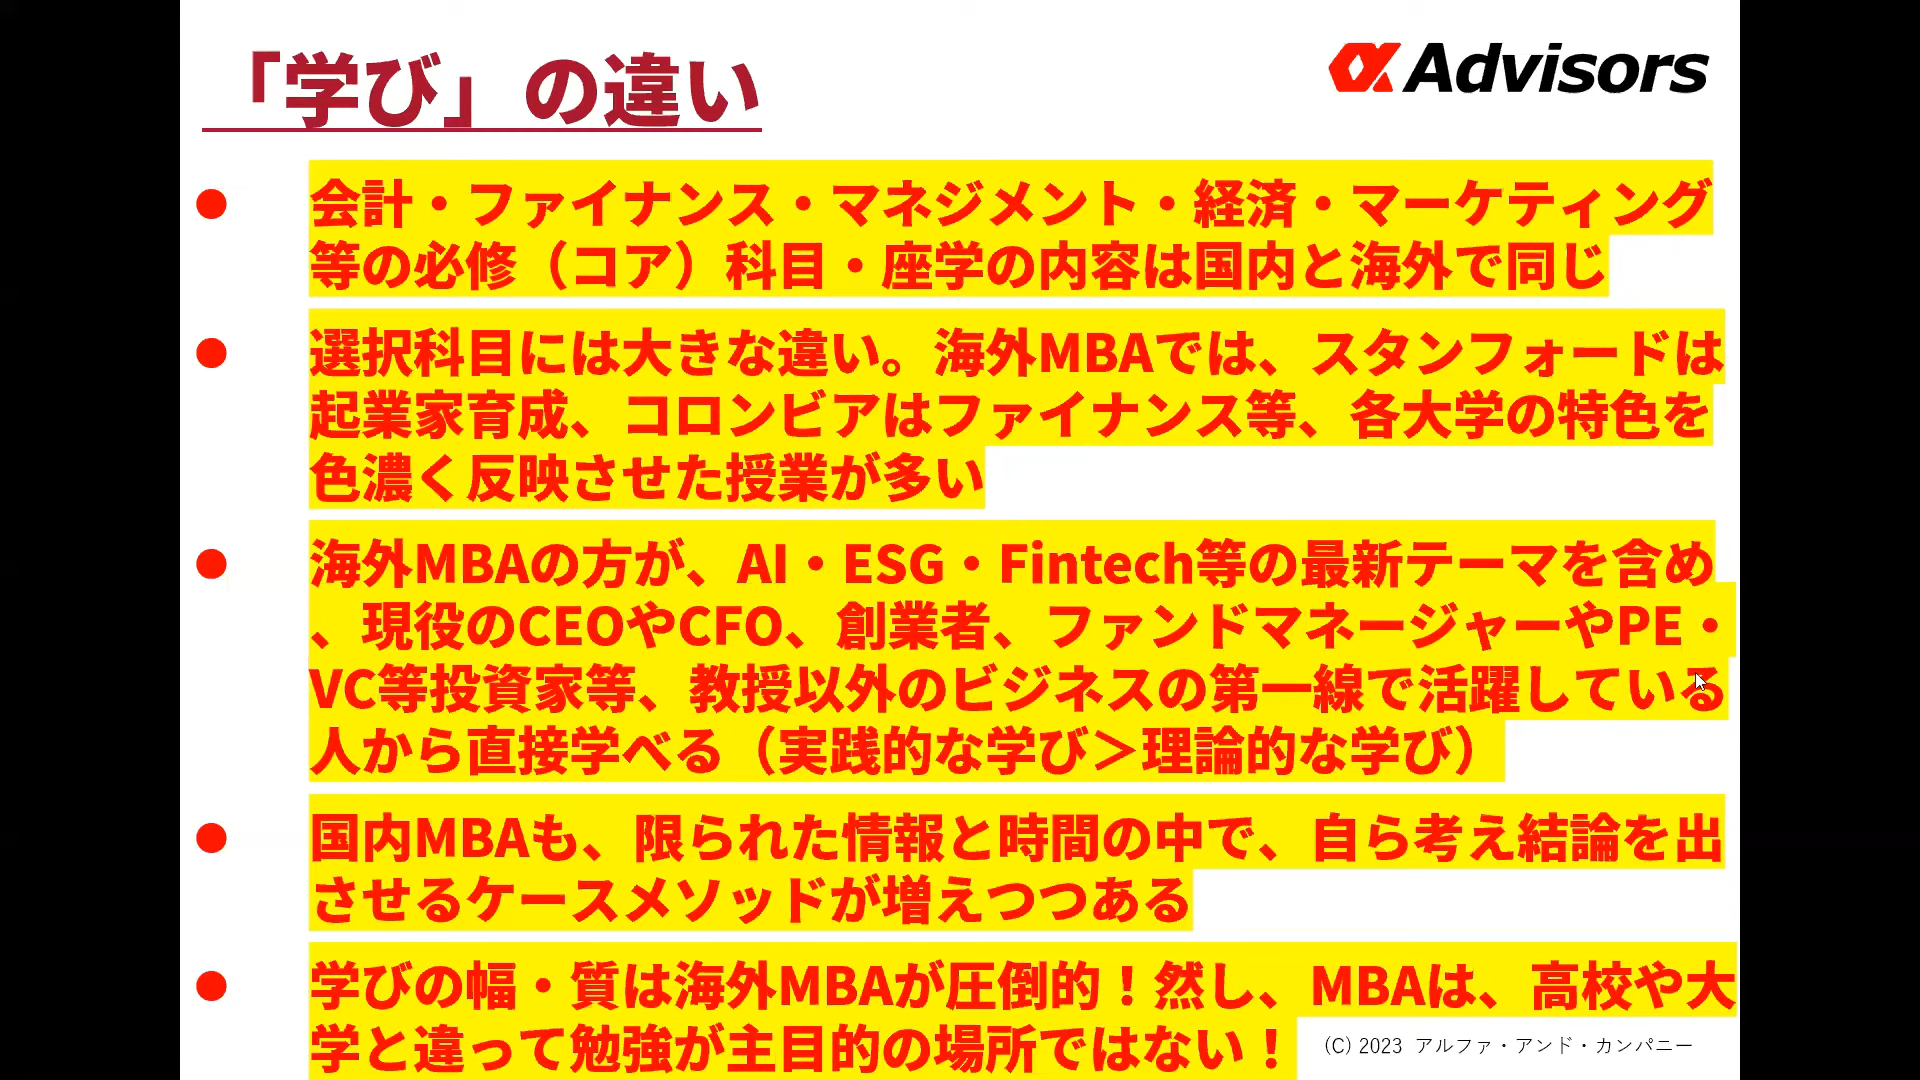 「学び」の違い
Advisors
● 会計・ファイナンス・マネジメント・経済・マーケティング
等の必修（コア）科目・座学の内容は国内と海外で同じ
● 選択科目には大きな違い。海外MBAでは、スタンフォードは
起業家育成、コロンビアはファイナンス等、各大学の特色を
色濃く反映させた授業が多い
● 海外MBAの方が、AI・ESG・Fintech等の最新テーマを含め
、現役のCEOやCFO、創業者、ファンドマネージャーやPE・
VC等投資家等、教授以外のビジネスの第一線で活躍している
人から直接学べる（実践的な学び＞理論的な学び）
● 国内MBAも、限られた情報と時間の中で、自ら考え結論を出
させるケースメソッドが増えつつある
● 学びの幅・質は海外MBAが圧倒的！然し、MBAは、高校や大
学と違って勉強が主目的の場所ではない！
(C) 2023 アルファ・アンド・カンパニー